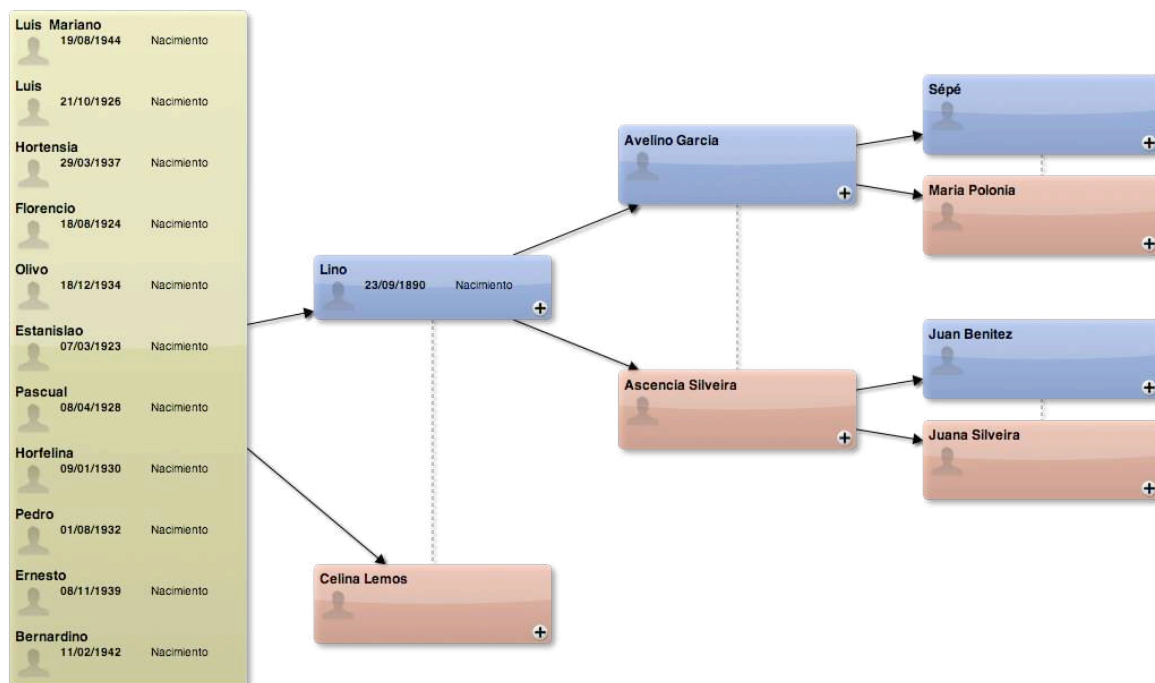 Luis  Mariano
19/08/1944 Nacimiento
Luis
21/10/1926 Nacimiento
Hortensia
29/03/1937 Nacimiento
Florencio
18/08/1924 Nacimiento
Olivo
18/12/1934 Nacimiento
Estanislao
07/03/1923 Nacimiento
Pascual
08/04/1928 Nacimiento
Horfelina
09/01/1930 Nacimiento
Pedro
01/08/1932 Nacimiento
Ernesto
08/11/1939 Nacimiento
Bernardino
11/02/1942 Nacimiento
Lino
23/09/1890 Nacimiento
Celina Lemos
Avelino Garcia
Ascencia Silveira
Sépé
Maria Polonia
Juan Benitez
Juana Silveira